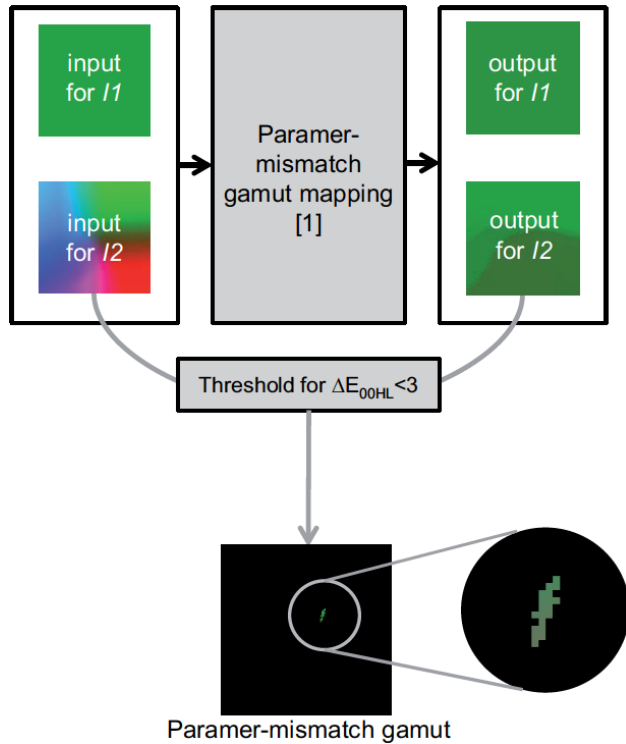 input
for I1
input
for I2
Paramer-
mismatch
gamut mapping
[1]
output
for I1
output
for I2
Threshold for ΔE00HL<3
Paramer-mismatch gamut